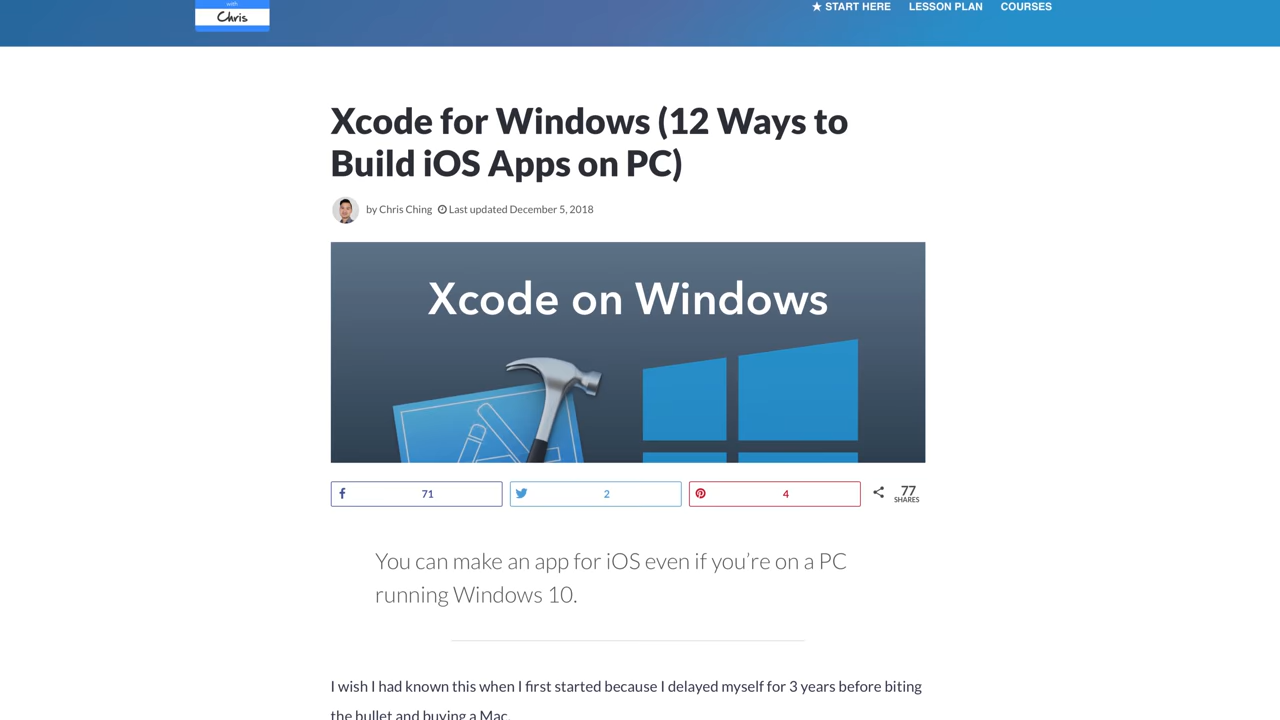 with
Chris
★ START HERE LESSON PLAN COURSES
Xcode for Windows (12 Ways to
Build iOS Apps on PC)
by Chris Ching Last updated December 5, 2018
Xcode on Windows
71 2 4 77
SHARES
You can make an app for iOS even if you’re on a PC
running Windows 10.
I wish I had known this when I first started because I delayed myself for 3 years before biting
the bullet and buying a Mac.